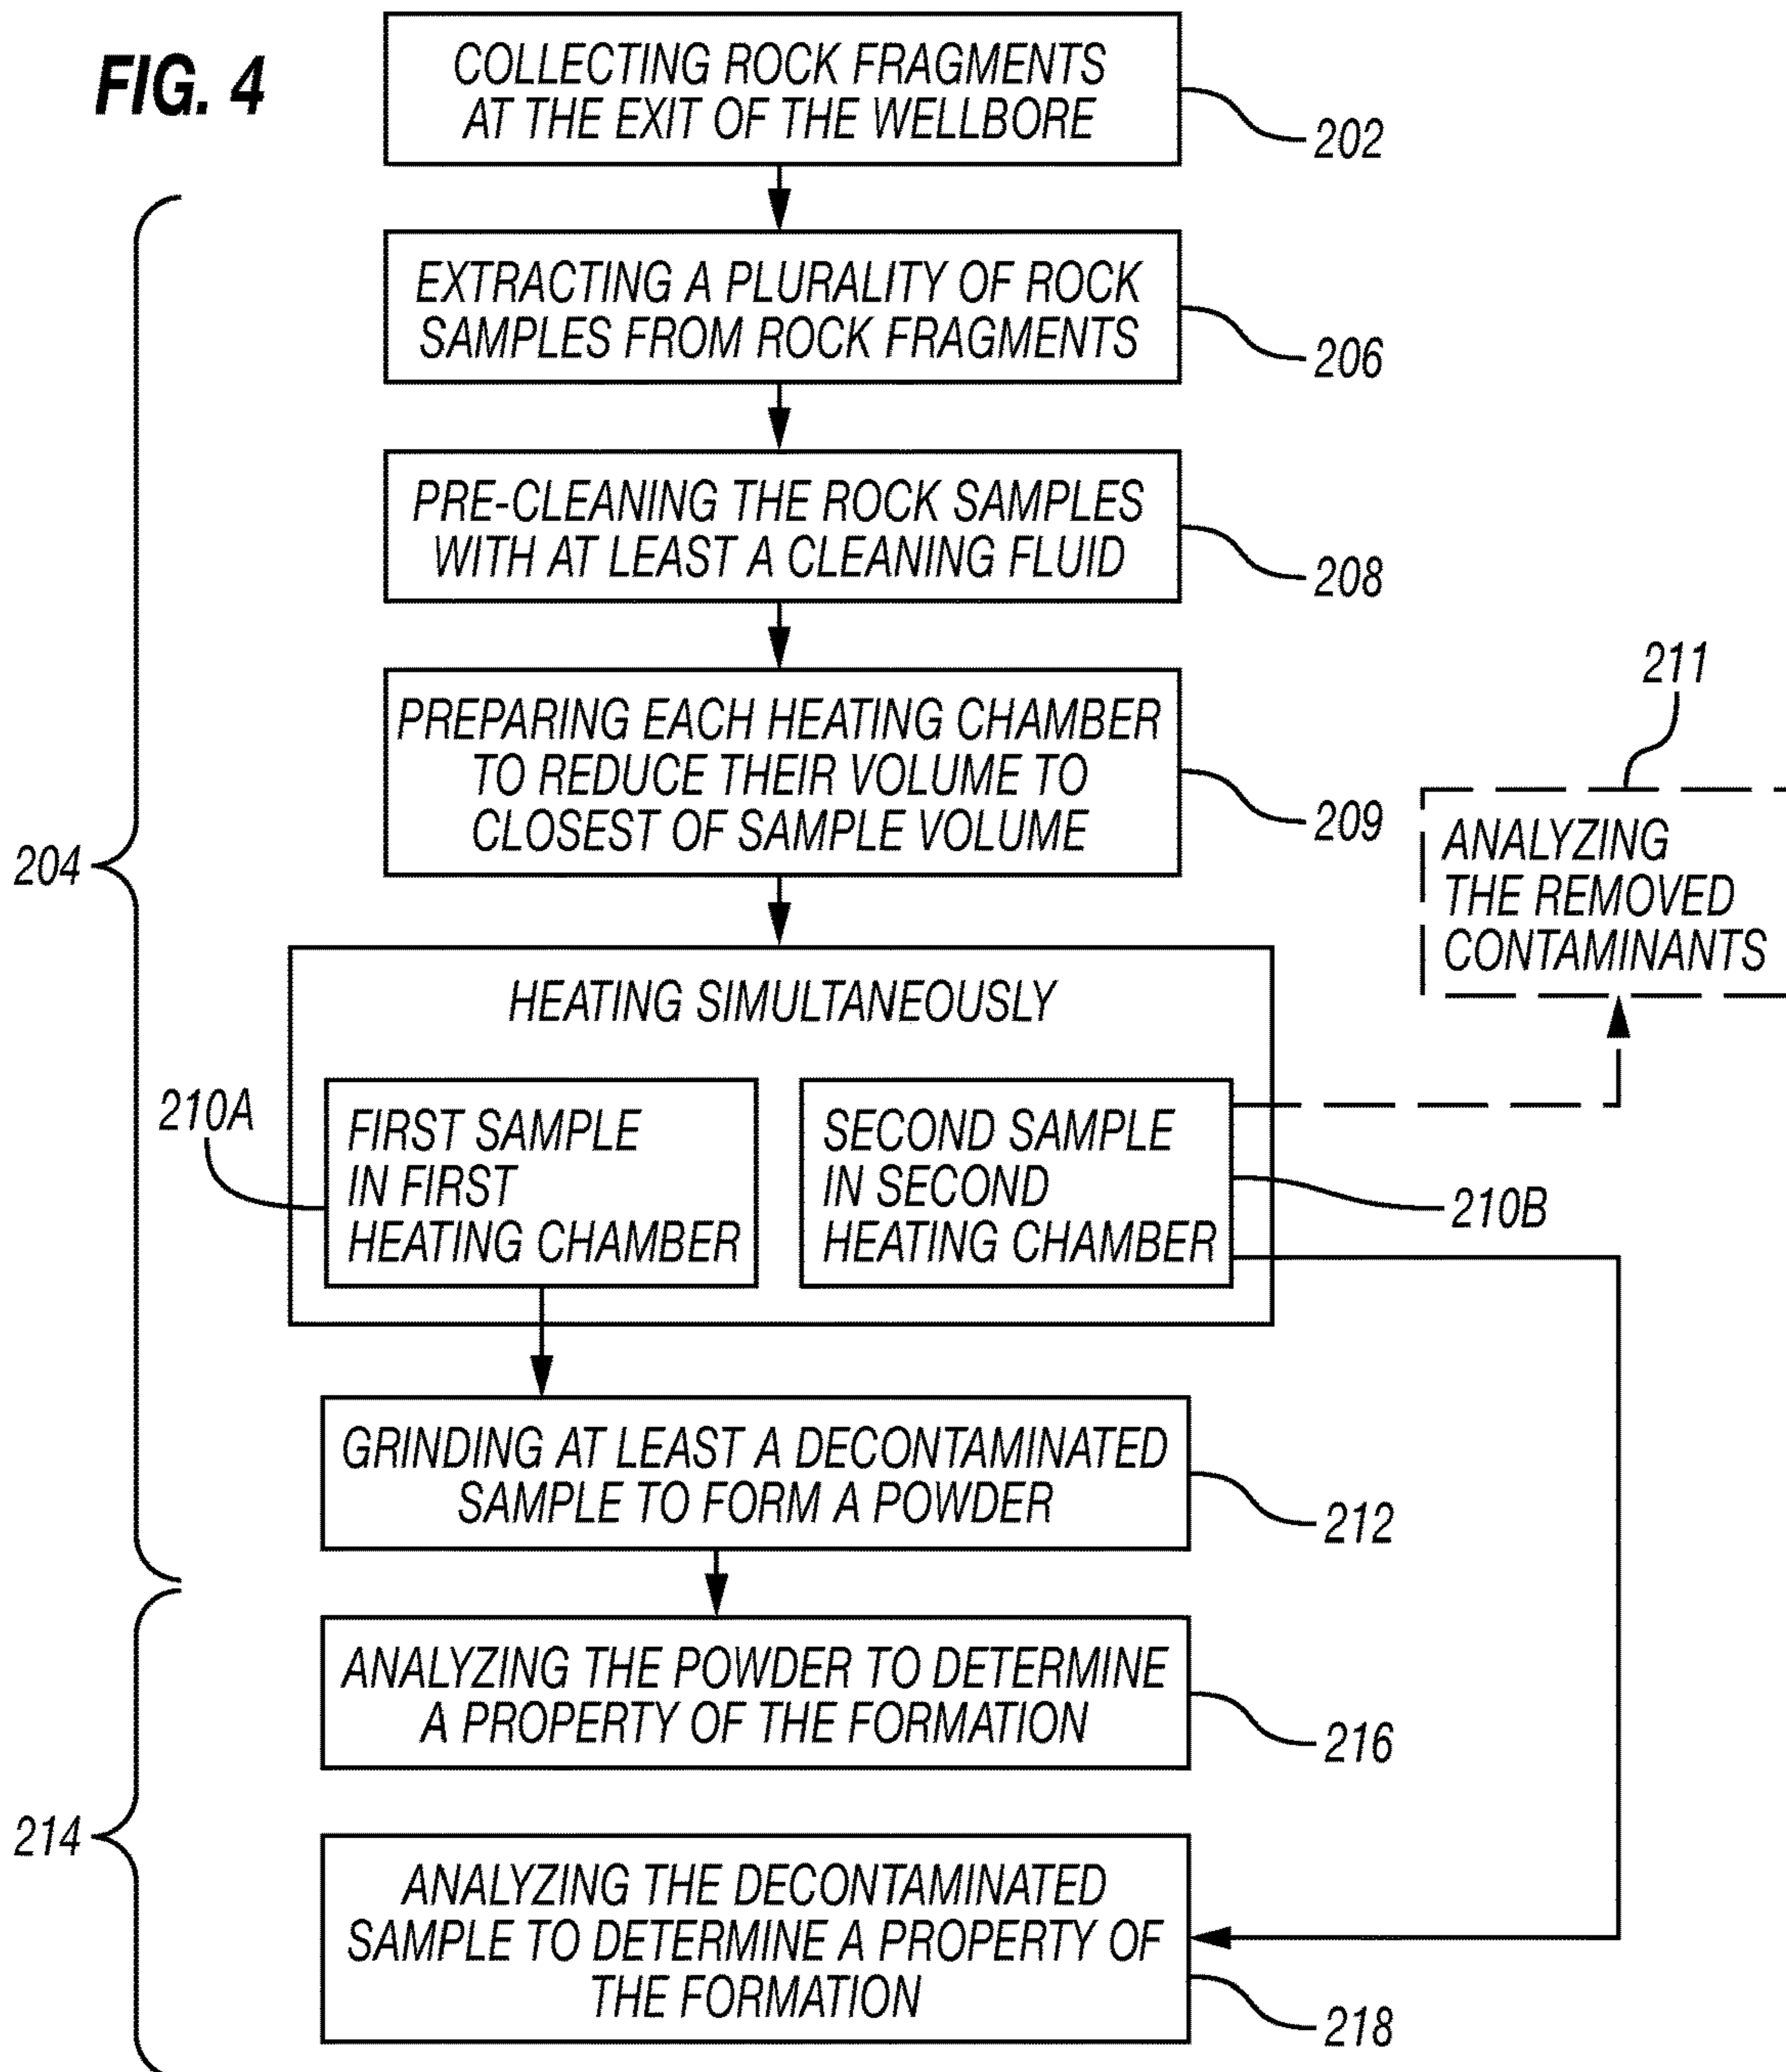 FIG. 4
COLLECTING ROCK FRAGMENTS
AT THE EXIT OF THE WELLBORE
202
EXTRACTING A PLURALITY OF ROCK
SAMPLES FROM ROCK FRAGMENTS
206
PRE-CLEANING THE ROCK SAMPLES
WITH AT LEAST A CLEANING FLUID
208
PREPARING EACH HEATING CHAMBER
TO REDUCE THEIR VOLUME TO
CLOSEST OF SAMPLE VOLUME
209
211
ANALYZING
THE REMOVED
CONTAMINANTS
204
HEATING SIMULTANEOUSLY
210A
FIRST SAMPLE
IN FIRST
HEATING CHAMBER
SECOND SAMPLE
IN SECOND
HEATING CHAMBER
210B
GRINDING AT LEAST A DECONTAMINATED
SAMPLE TO FORM A POWDER
212
ANALYZING THE POWDER TO DETERMINE
A PROPERTY OF THE FORMATION
216
214
ANALYZING THE DECONTAMINATED
SAMPLE TO DETERMINE A PROPERTY OF
THE FORMATION
218